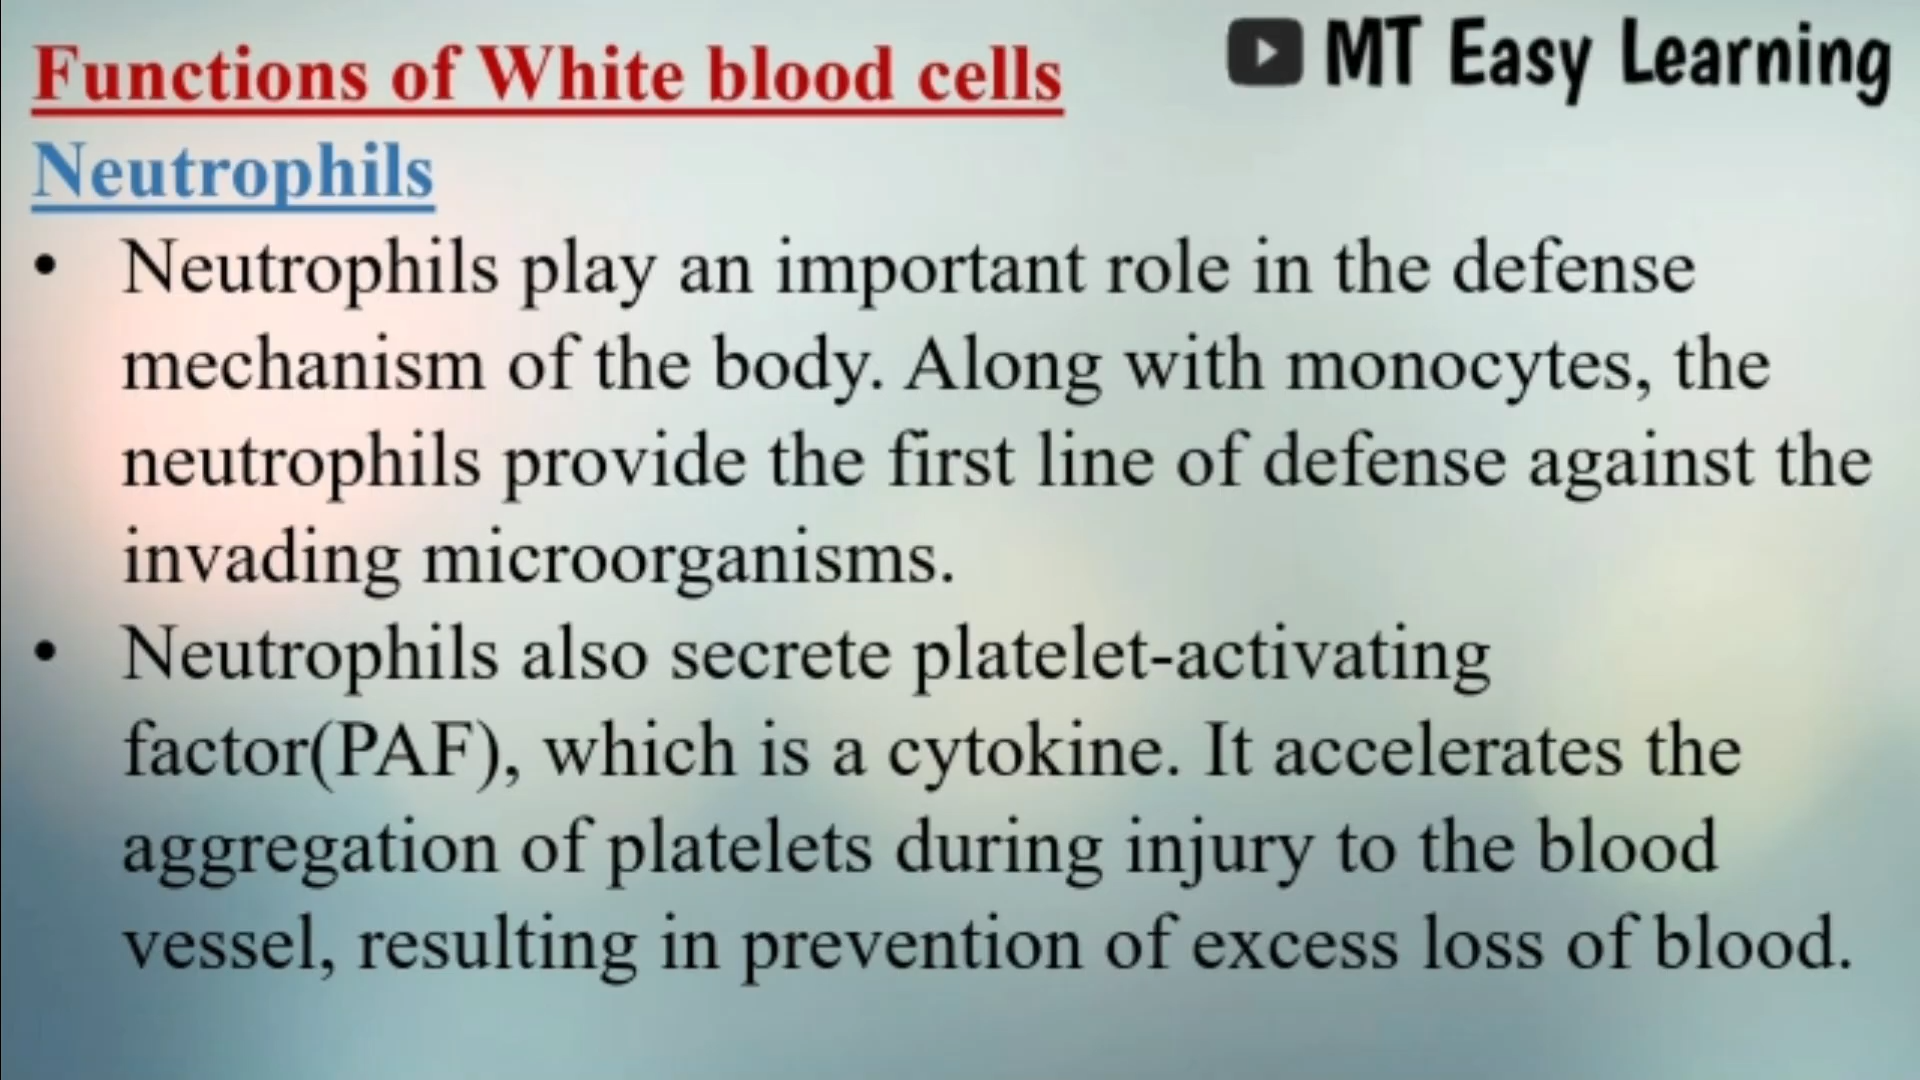 MT Easy Learning
Functions of White blood cells
Neutrophils
• Neutrophils play an important role in the defense
mechanism of the body. Along with monocytes, the
neutrophils provide the first line of defense against the
invading microorganisms.
• Neutrophils also secrete platelet-activating
factor(PAF), which is a cytokine. It accelerates the
aggregation of platelets during injury to the blood
vessel, resulting in prevention of excess loss of blood.